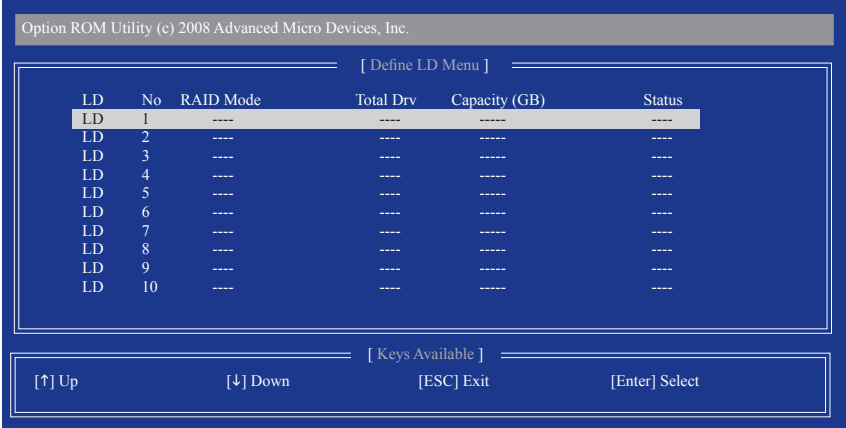 Option ROM Utility (c) 2008 Advanced Micro Devices, Inc.
[ Define LD Menu ]
LD No RAID Mode Total Drv Capacity (GB) Status
LD 1 ---- ---- ----- ----
LD 2 ---- ---- ----- ----
LD 3 ---- ---- ----- ----
LD 4 ---- ---- ----- ----
LD 5 ---- ---- ----- ----
LD 6 ---- ---- ----- ----
LD 7 ---- ---- ----- ----
LD 8 ---- ---- ----- ----
LD 9 ---- ---- ----- ----
LD 10 ---- ---- ----- ----
[ Keys Available ]
[↑] Up [↓] Down [ESC] Exit [Enter] Select